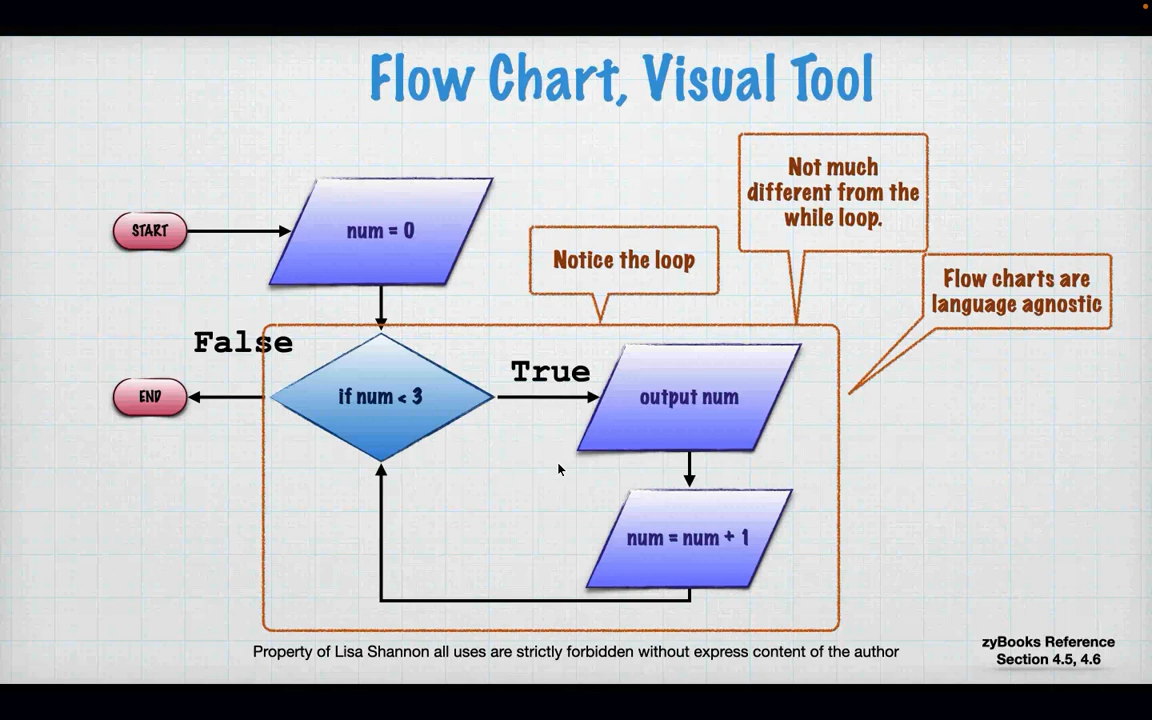 Flow Chart, Visual Tool
Not much
different from the
while loop.
START
num = 0
Notice the loop
Flow charts are
language agnostic
False
True
END
if num < 3
output num
num = num + 1
Property of Lisa Shannon all uses are strictly forbidden without express content of the author
zyBooks Reference
Section 4.5, 4.6